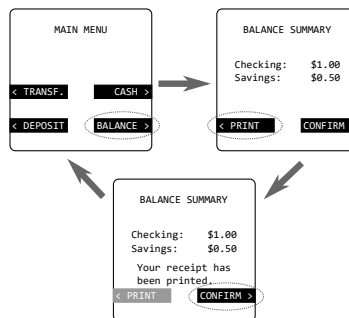 MAIN MENU
< TRANSF.
CASH >
< DEPOSIT
BALANCE >
BALANCE SUMMARY
Checking: $1.00
Savings: $0.50
< PRINT
CONFIRM
BALANCE SUMMARY
Checking: $1.00
Savings: $0.50
Your receipt has
been printed.
< PRINT
CONFIRM >